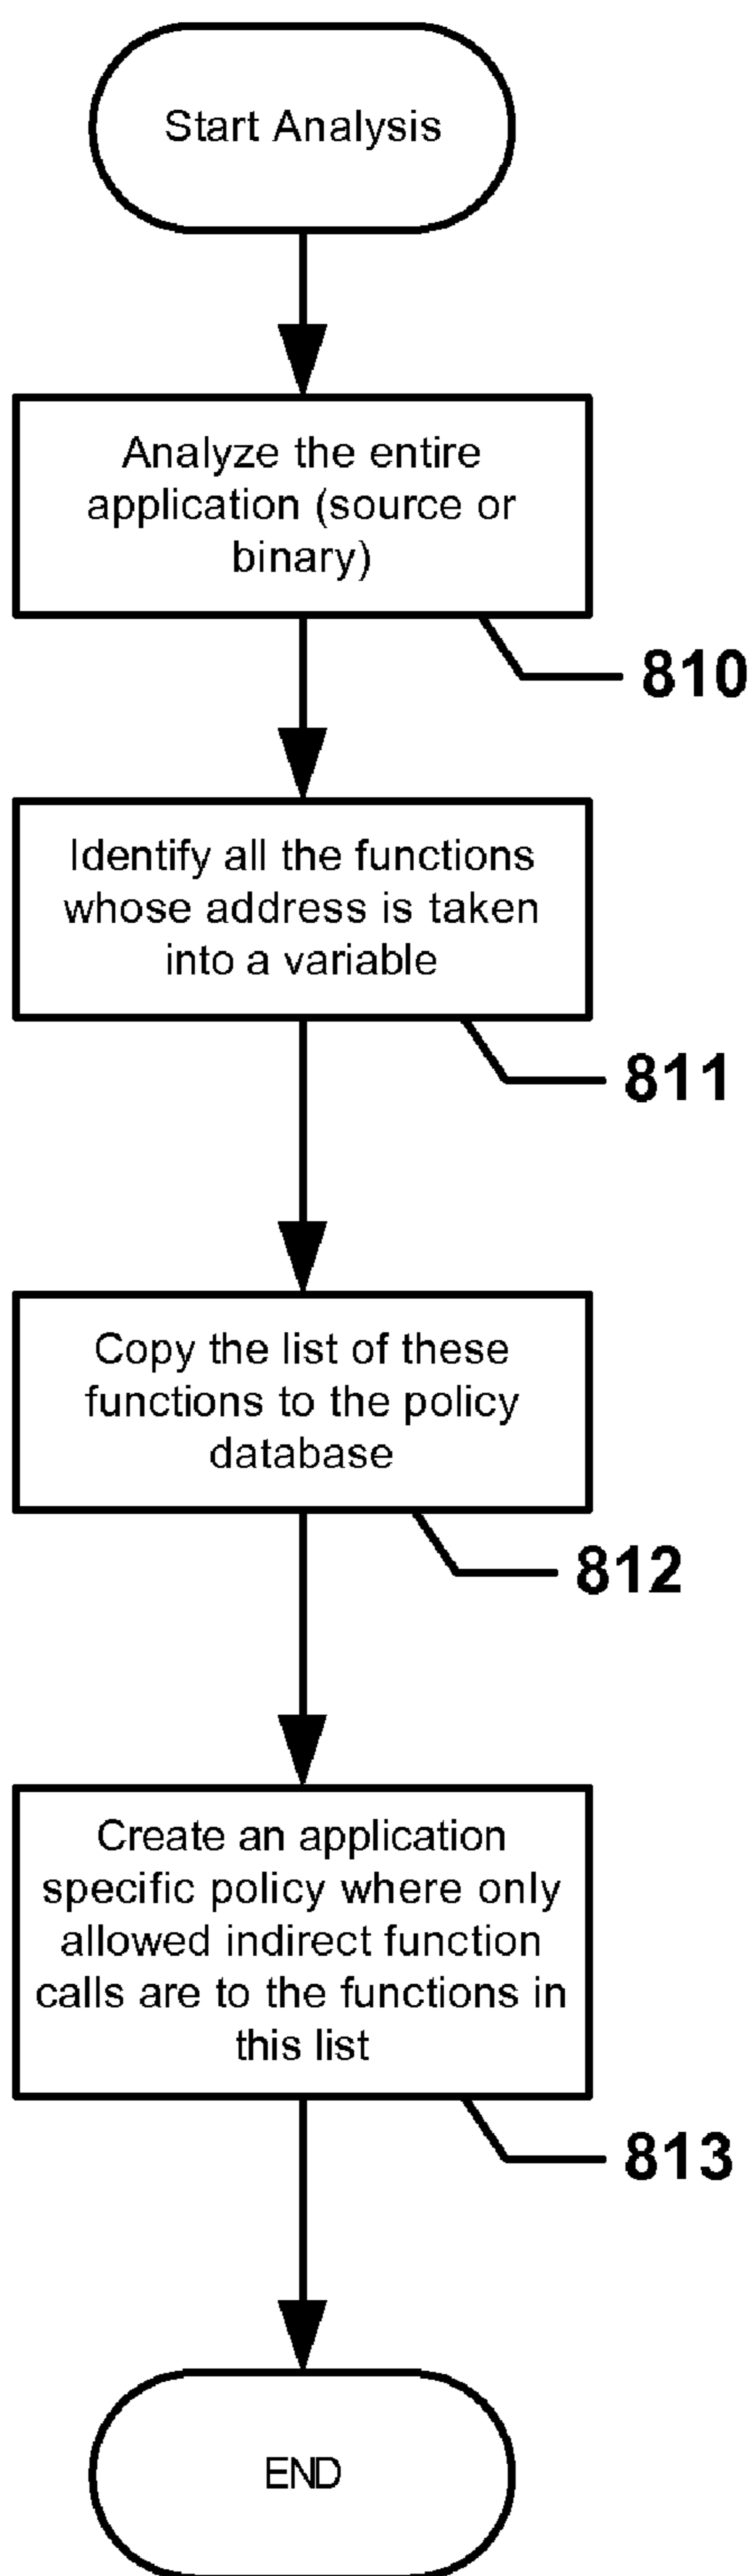 Start Analysis
Analyze the entire
application (source or
binary)
810
Identify all the functions
whose address is taken
into a variable
811
Copy the list of these
functions to the policy
database
812
Create an application
specific policy where only
allowed indirect function
calls are to the functions in
this list
813
END